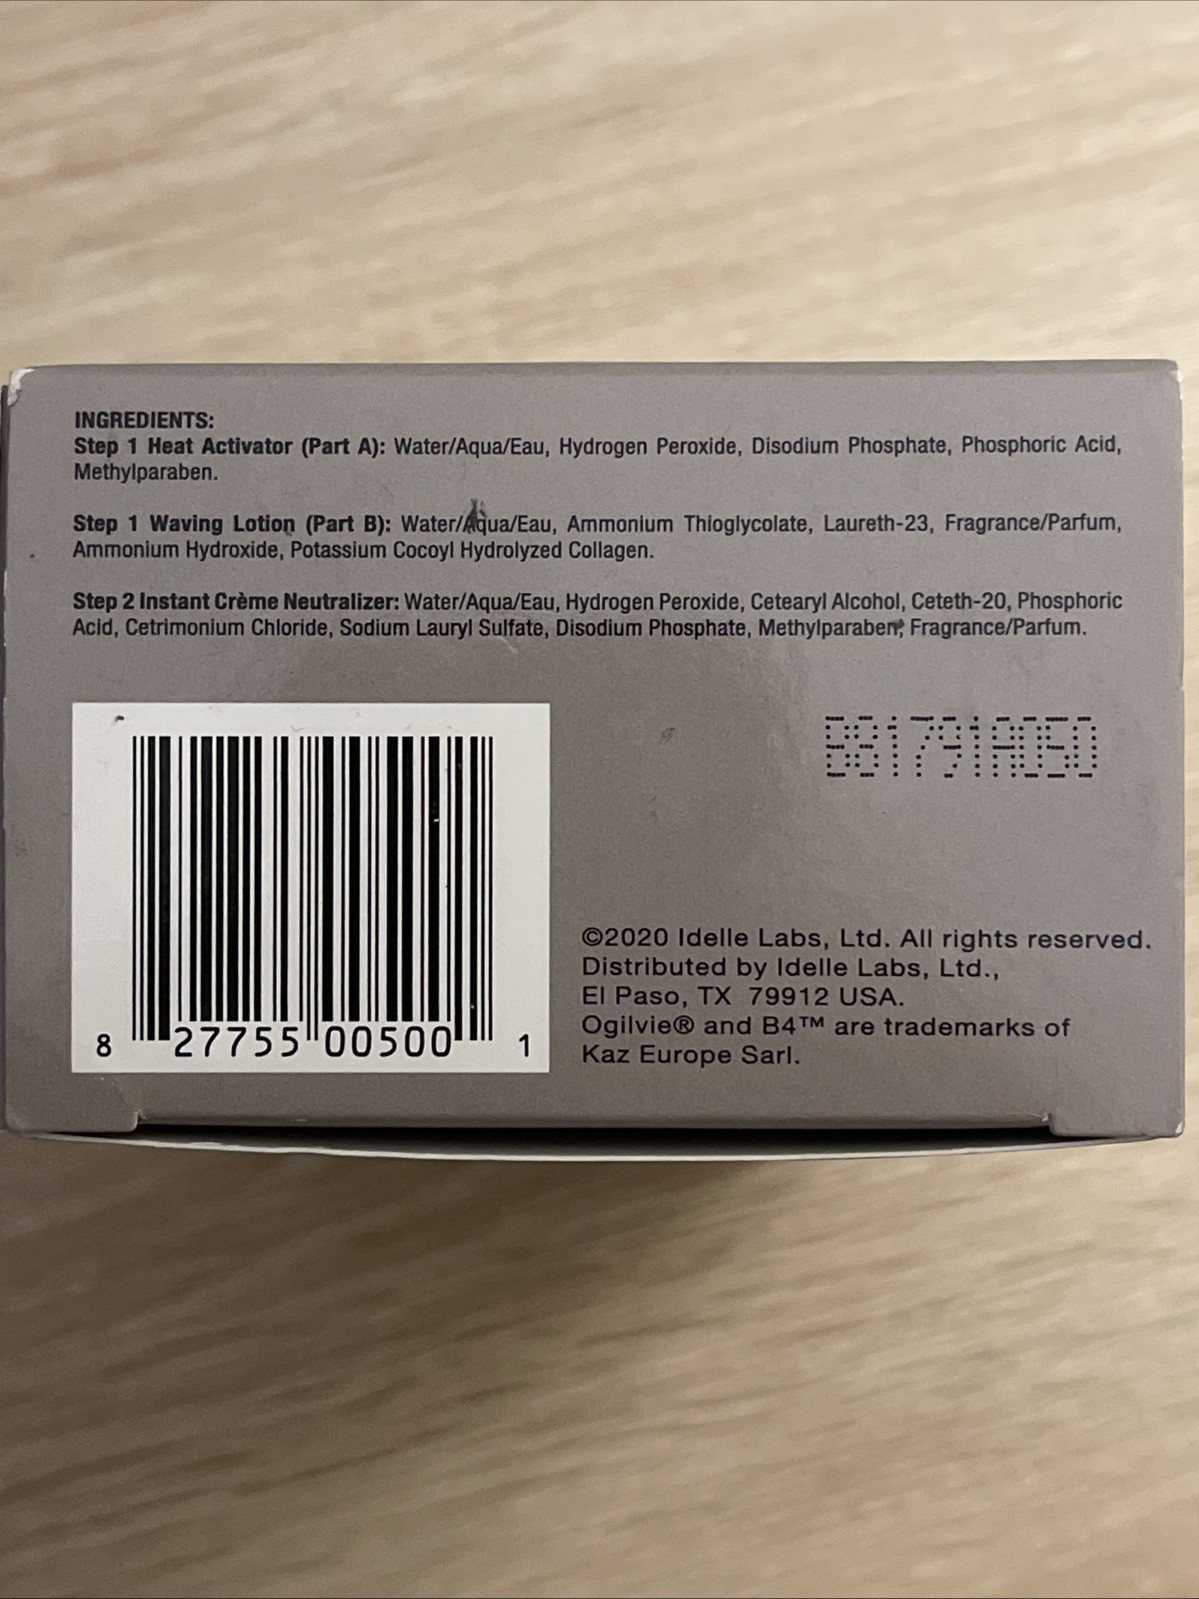 INGREDIENTS:
Step 1 Heat Activator (Part A): Water/Aqua/Eau, Hydrogen Peroxide, Disodium Phosphate, Phosphoric Acid,
Methylparaben.
Step 1 Waving Lotion (Part B): Water/Aqua/Eau, Ammonium Thioglycolate, Laureth-23, Fragrance/Parfum,
Ammonium Hydroxide, Potassium Cocoyl Hydrolyzed Collagen.
Step 2 Instant Crème Neutralizer: Water/Aqua/Eau, Hydrogen Peroxide, Cetearyl Alcohol, Ceteth-20, Phosphoric
Acid, Cetrimonium Chloride, Sodium Lauryl Sulfate, Disodium Phosphate, Methylparaben, Fragrance/Parfum.
B81791A050
8 27755 00500 1
©2020 Idelle Labs, Ltd. All rights reserved.
Distributed by Idelle Labs, Ltd.,
El Paso, TX 79912 USA.
Ogilvie® and B4™ are trademarks of
Kaz Europe Sarl.